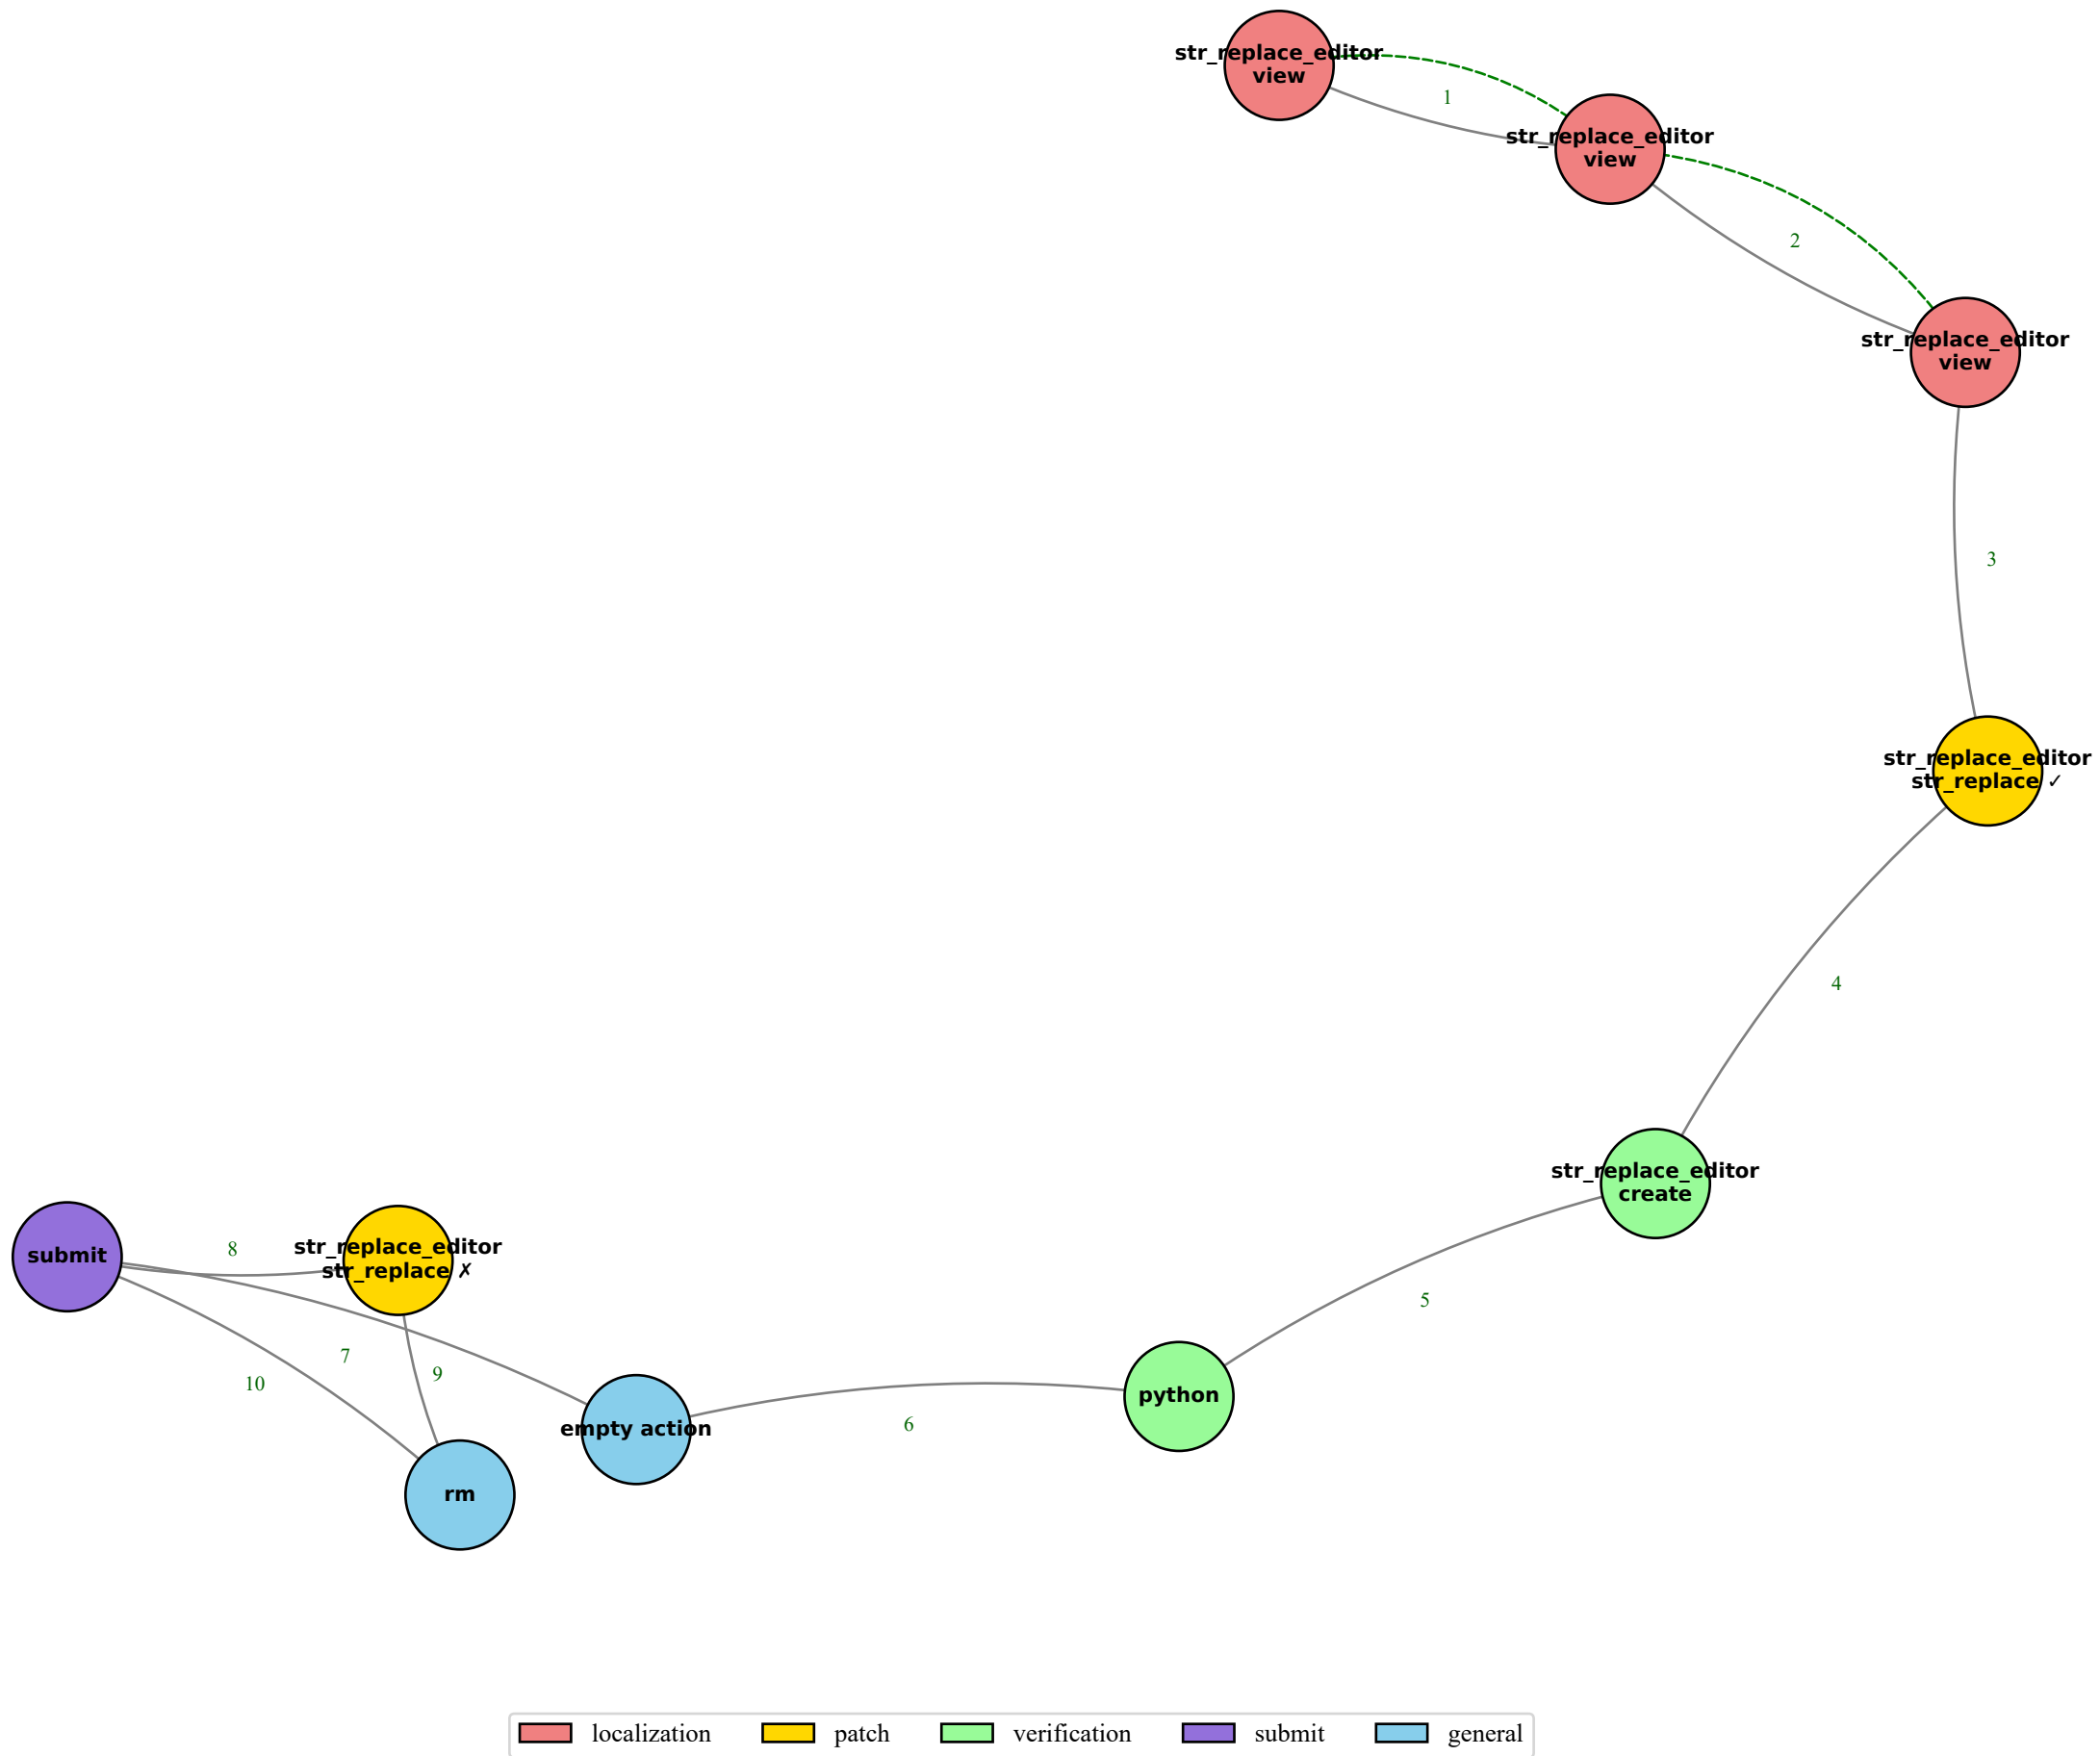 str_replace_editor
view
1
str_replace_editor
view
2
str_replace_editor
view
3
str_replace_editor
str_replace ✓
4
str_replace_editor
create
5
python
6
empty action
7
submit
8
str_replace_editor
str_replace ✗
9
10
rm
localization
patch
verification
submit
general